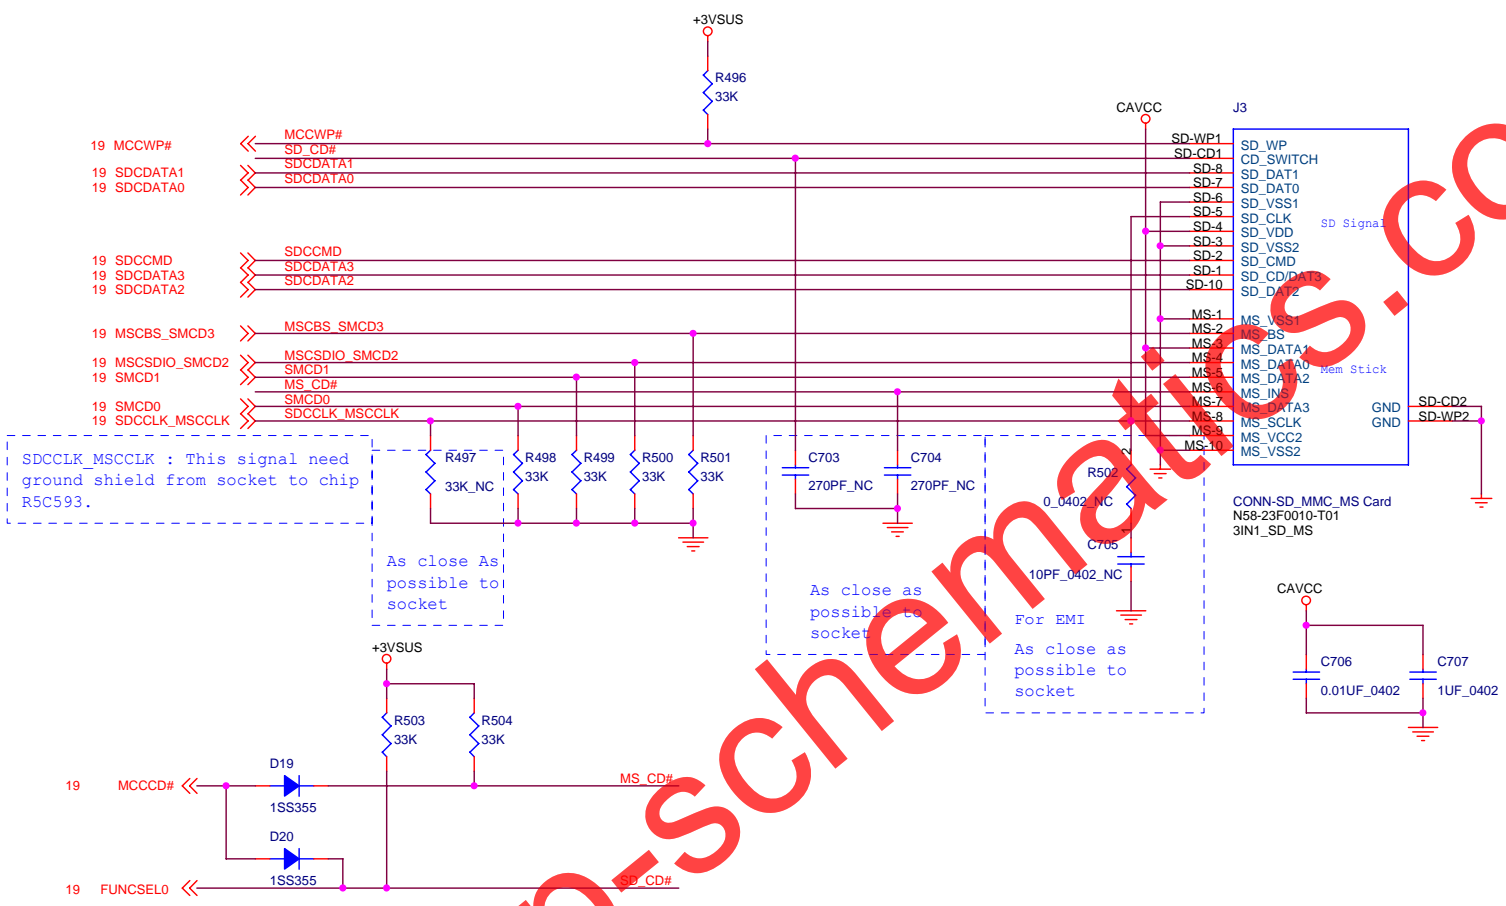 +3VSUS
R496
33K
CAVCC
J3
19 MCCWP#
MCCWP#
SD-WP1
SD_WP
SD_CD#
SD-CD1
CD_SWITCH
19 SDCDATA1
SDCDATA1
SD-8
SD_DAT1
19 SDCDATA0
SDCDATA0
SD-7
SD_DAT0
SD-6
SD_VSS1
SD-5
SD_CLK
SD Signal
SD-4
SD_VDD
SD-3
SD_VSS2
19 SDCCMD
SDCCMD
SD-2
SD_CMD
19 SDCDATA3
SDCDATA3
SD-1
SD_CD/DAT3
19 SDCDATA2
SDCDATA2
SD-10
SD_DAT2
MS-1
MS_VSS1
19 MSCBS_SMCD3
MSCBS_SMCD3
MS-2
MS_BS
MS-3
MS_DATA1
19 MSCSDIO_SMCD2
MSCSDIO_SMCD2
MS-4
MS_DATA0
Mem Stick
19 SMCD1
SMCD1
MS-5
MS_DATA2
MS_CD#
MS-6
MS_INS
19 SMCD0
SMCD0
MS-7
MS_DATA3
GND
SD-CD2
19 SDCCLK_MSCCLK
SDCCLK_MSCCLK
MS-8
MS_SCLK
GND
SD-WP2
MS-9
MS_VCC2
MS-10
MS_VSS2
SDCCLK_MSCCLK : This signal need
ground shield from socket to chip
R5C593.
R497
33K_NC
R498
33K
R499
33K
R500
33K
R501
33K
C703
270PF_NC
C704
270PF_NC
2
R502
0_0402_NC
1
C705
10PF_0402_NC
CONN-SD_MMC_MS Card
N58-23F0010-T01
3IN1_SD_MS
As close As
possible to
socket
As close as
possible to
socket
For EMI
As close as
possible to
socket
CAVCC
C706
0.01UF_0402
C707
1UF_0402
+3VSUS
R503
33K
R504
33K
19 MCCCD#
D19
1SS355
MS_CD#
D20
1SS355
19 FUNCSEL0
SD_CD#
p-schematics.co